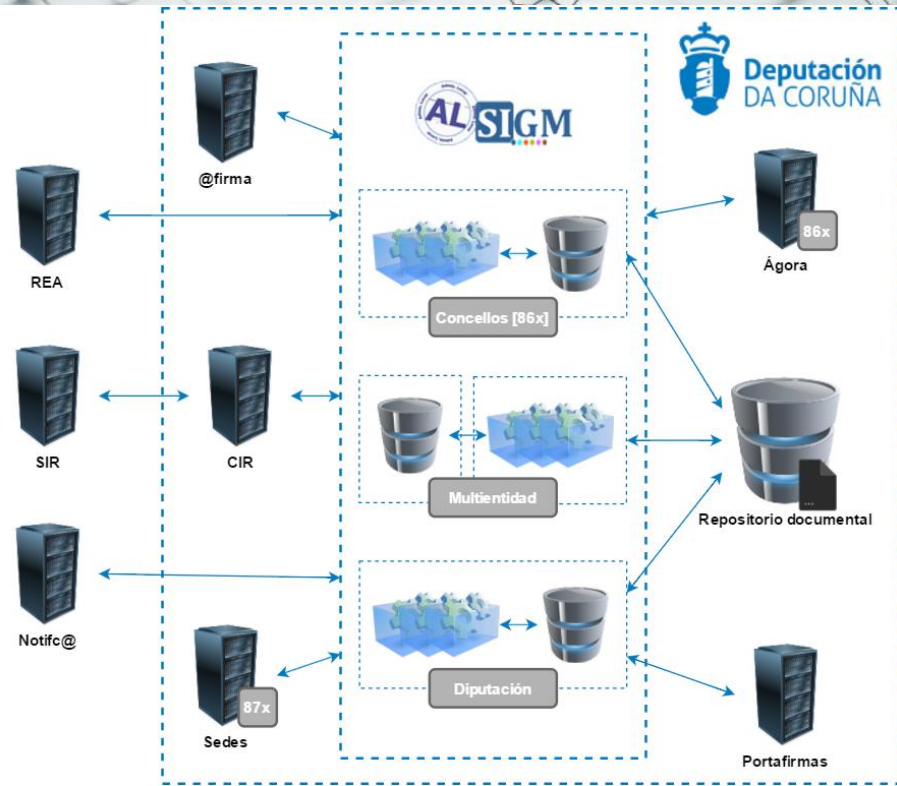 Deputación
DA CORUÑA
AL SIGM
@firma
REA
86x
Ágora
Concellos [86x]
SIR
CIR
Multientidad
Repositorio documental
Notifc@
Diputación
87x
Sedes
Portafirmas